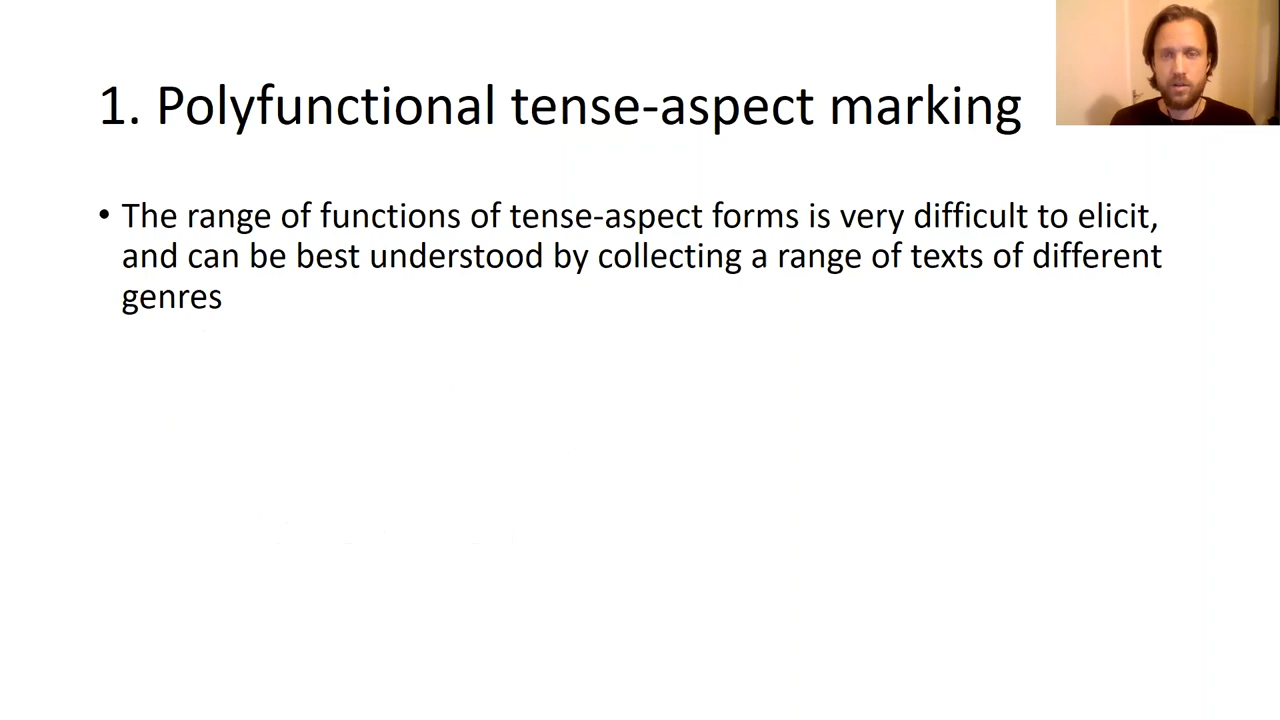 1. Polyfunctional tense-aspect marking
• The range of functions of tense-aspect forms is very difficult to elicit,
and can be best understood by collecting a range of texts of different
genres